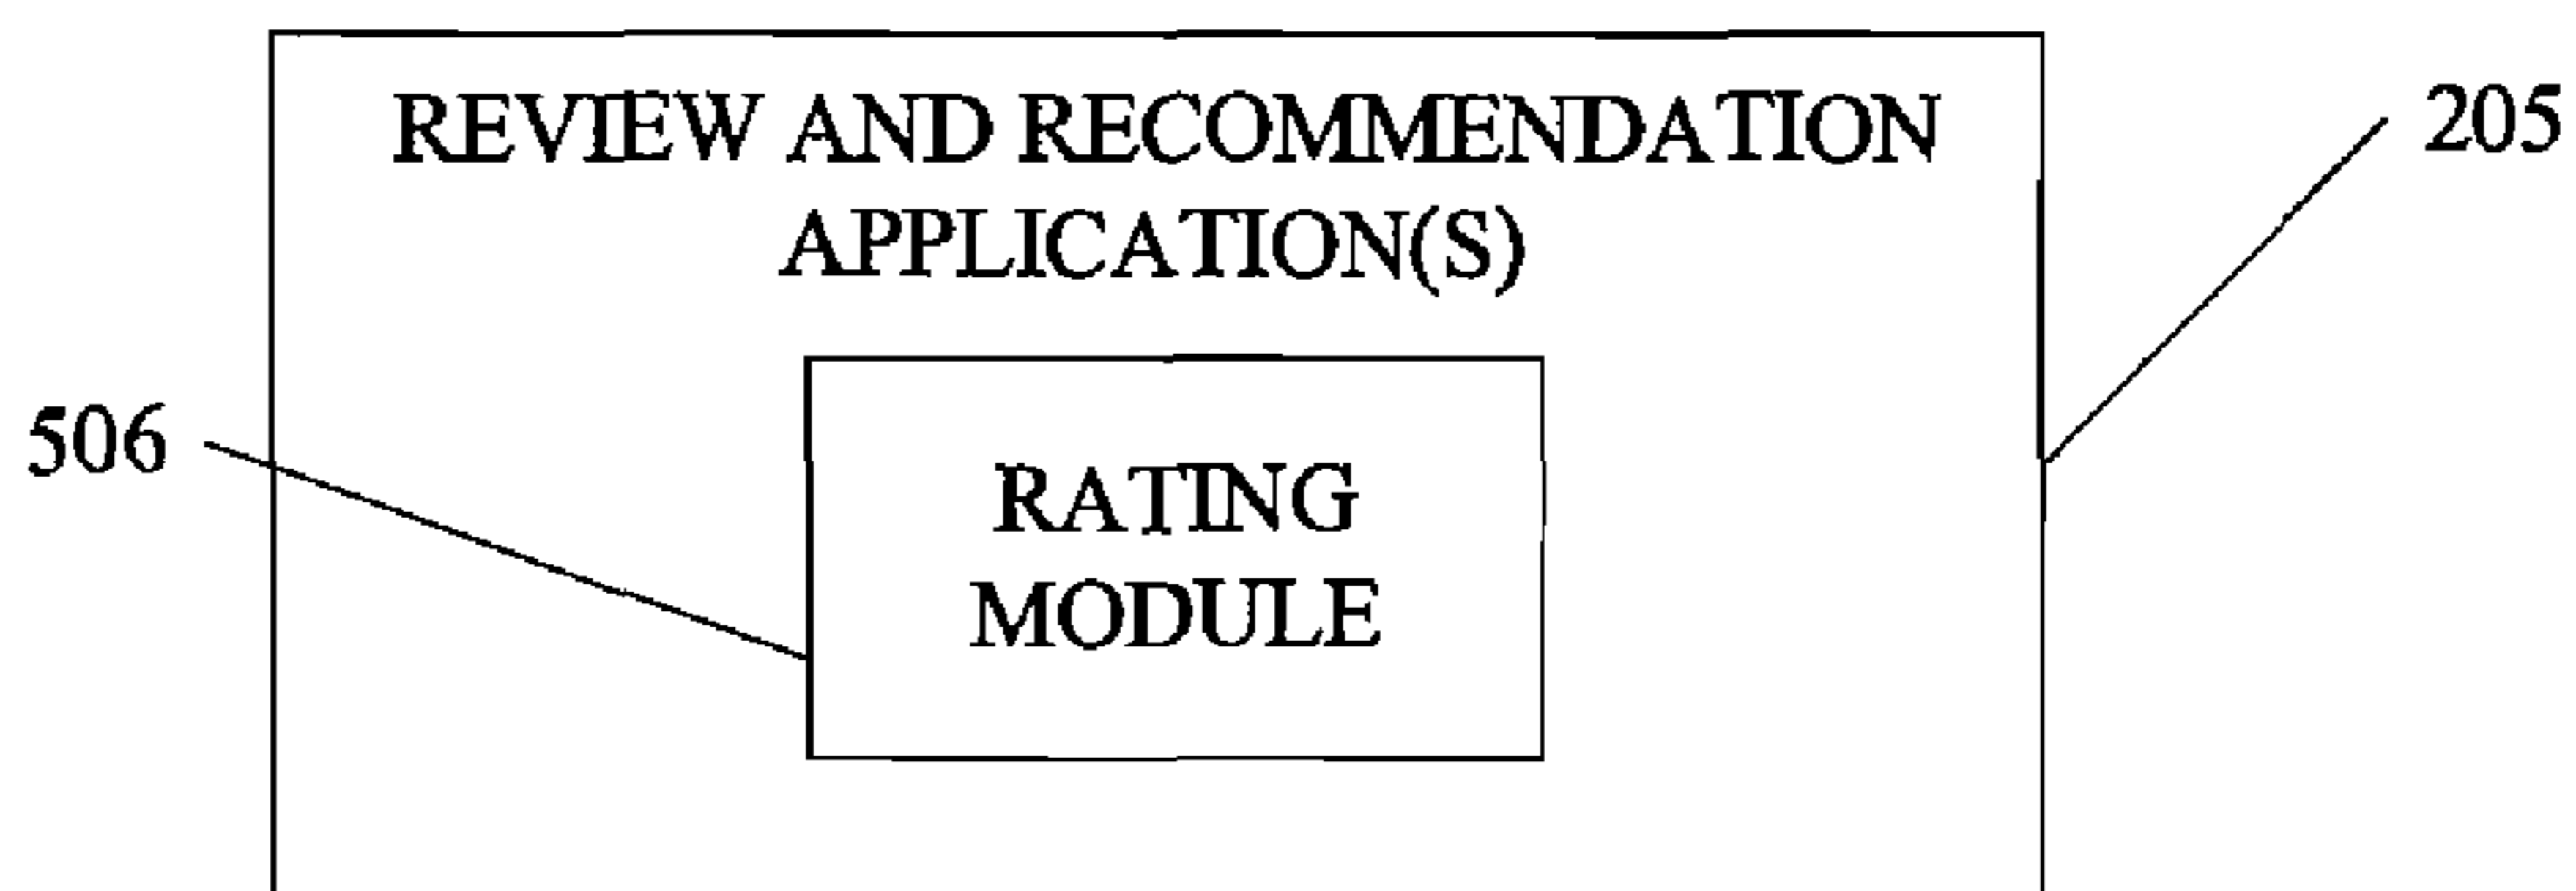 REVIEW AND RECOMMENDATION
APPLICATION(S)
205
506
RATING
MODULE